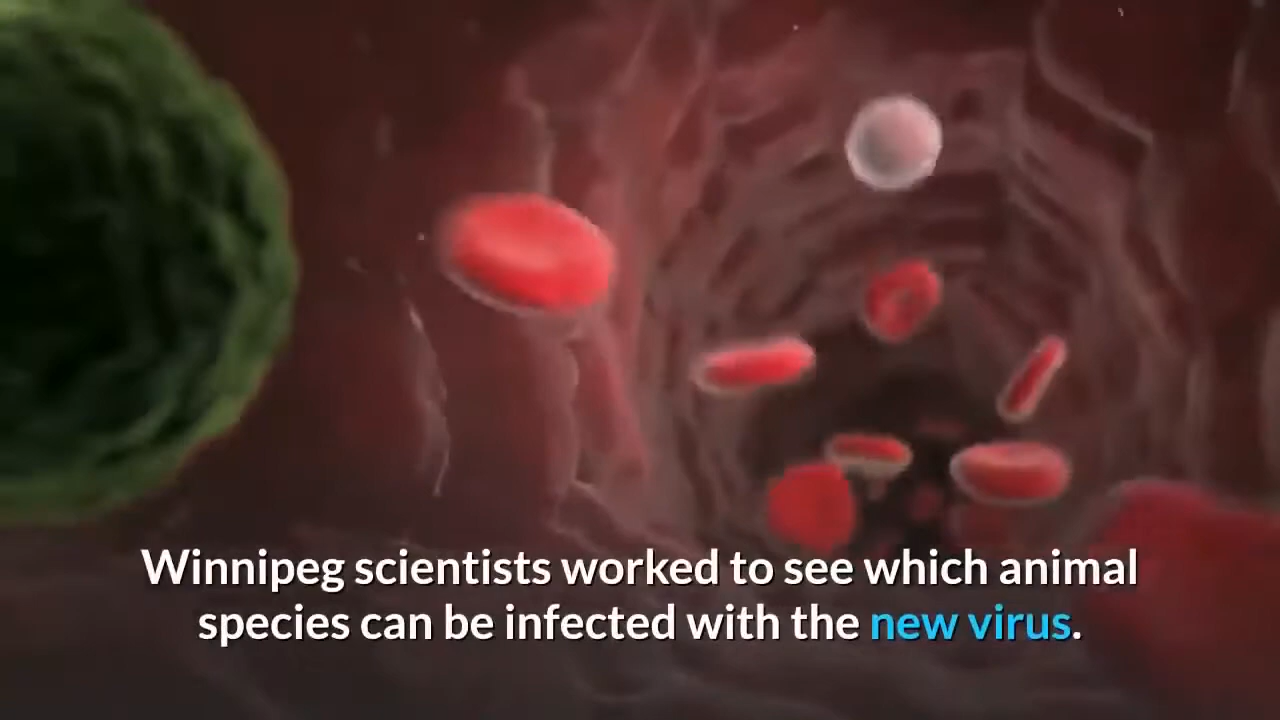 Winnipeg scientists worked to see which animal
species can be infected with the new virus.